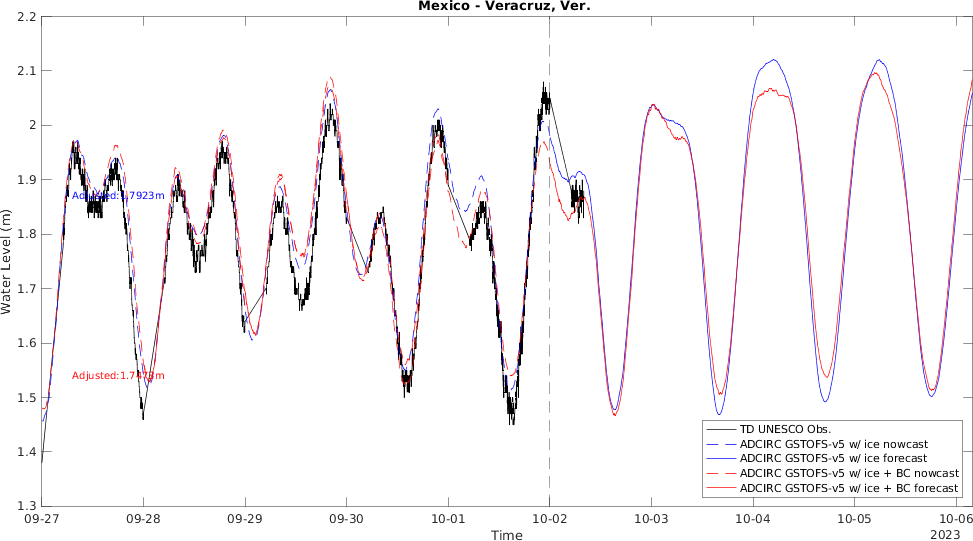 Mexico - Veracruz, Ver.
2.2
2.1
2
1.9
1.8
1.7
1.6
1.5
1.4
1.3
Water Level (m)
Adjusted:1.7923m
TD UNESCO Obs.
ADCIRC GSTOFS-v5 w/ ice nowcast
ADCIRC GSTOFS-v5 w/ ice forecast
ADCIRC GSTOFS-v5 w/ ice + BC nowcast
ADCIRC GSTOFS-v5 w/ ice + BC forecast
09-27
09-28
09-29
09-30
10-01
10-02
10-03
10-04
10-05
10-06
Time
2023